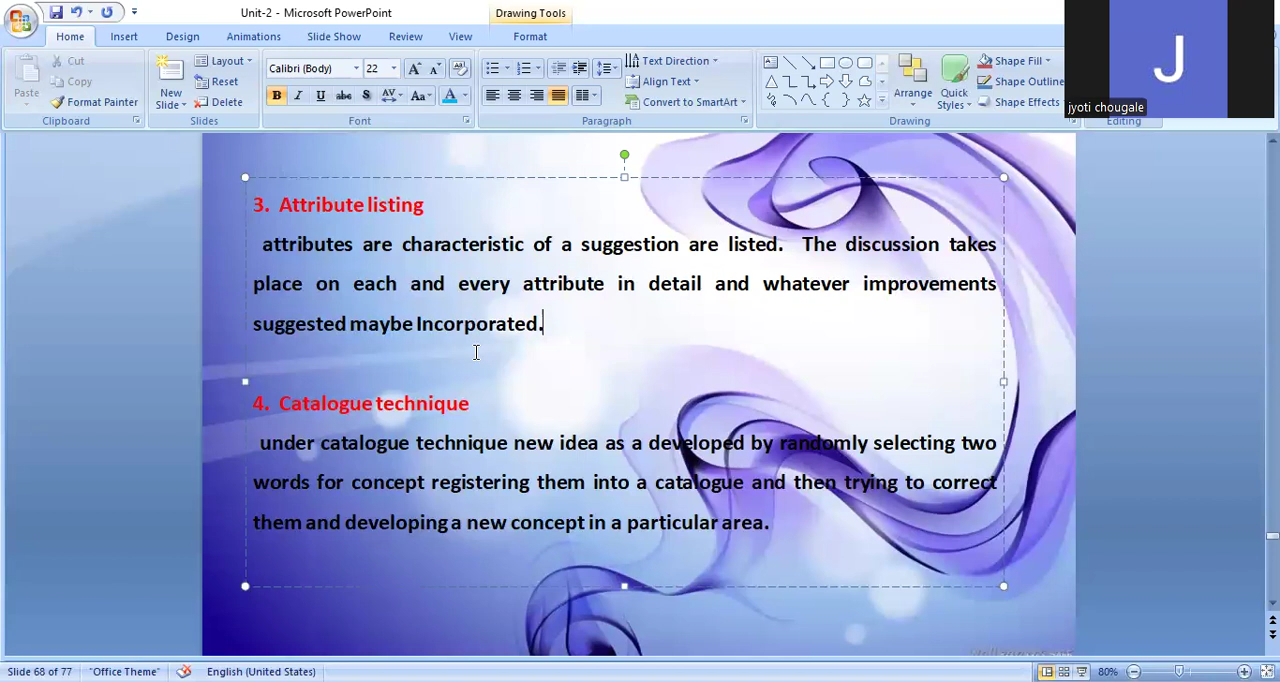 Unit-2 - Microsoft PowerPoint
Drawing Tools
Home
Insert
Design
Animations
Slide Show
Review
View
Format
Paste
Cut
Copy
Format Painter
Clipboard
New Slide
Layout
Reset
Delete
Slides
Calibri (Body)
22
B I U abc S AV Aa A
Font
Text Direction
Align Text
Convert to SmartArt
Paragraph
Arrange
Quick Styles
Shape Fill
Shape Outline
Shape Effects
Drawing
Editing
J
jyoti chougale
3. Attribute listing
attributes are characteristic of a suggestion are listed. The discussion takes
place on each and every attribute in detail and whatever improvements
suggested maybe Incorporated.
4. Catalogue technique
under catalogue technique new idea as a developed by randomly selecting two
words for concept registering them into a catalogue and then trying to correct
them and developing a new concept in a particular area.
Slide 68 of 77
"Office Theme"
English (United States)
80%